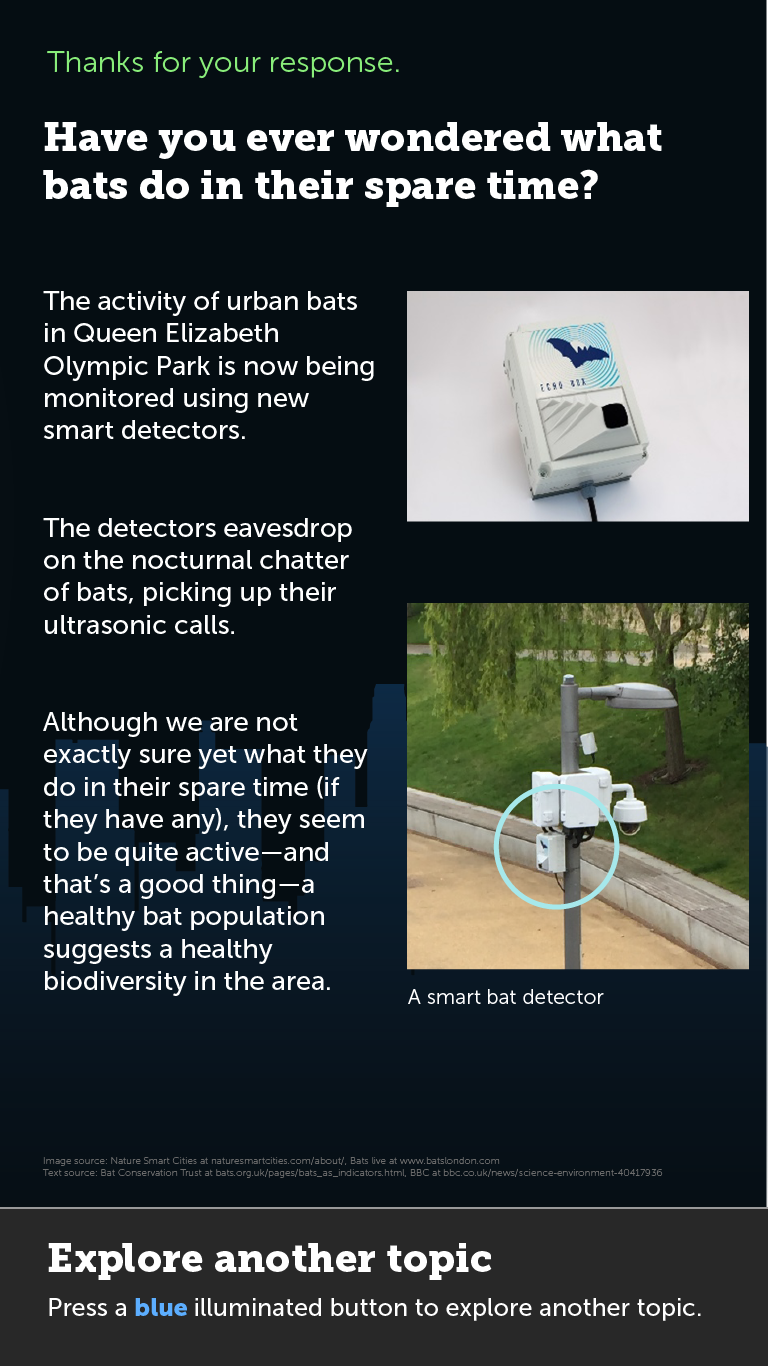 Thanks for your response.
Have you ever wondered what
bats do in their spare time?
The activity of urban bats
in Queen Elizabeth
Olympic Park is now being
monitored using new
smart detectors.
The detectors eavesdrop
on the nocturnal chatter
of bats, picking up their
ultrasonic calls.
Although we are not
exactly sure yet what they
do in their spare time (if
they have any), they seem
to be quite active—and
that’s a good thing—a
healthy bat population
suggests a healthy
biodiversity in the area.
ECHO BOX
A smart bat detector
Image source: Nature Smart Cities at naturesmartcities.com/about/, Bats live at www.batslondon.com
Text source: Bat Conservation Trust at bats.org.uk/pages/bats_as_indicators.html, BBC at bbc.co.uk/news/science-environment-40417936
Explore another topic
Press a blue illuminated button to explore another topic.